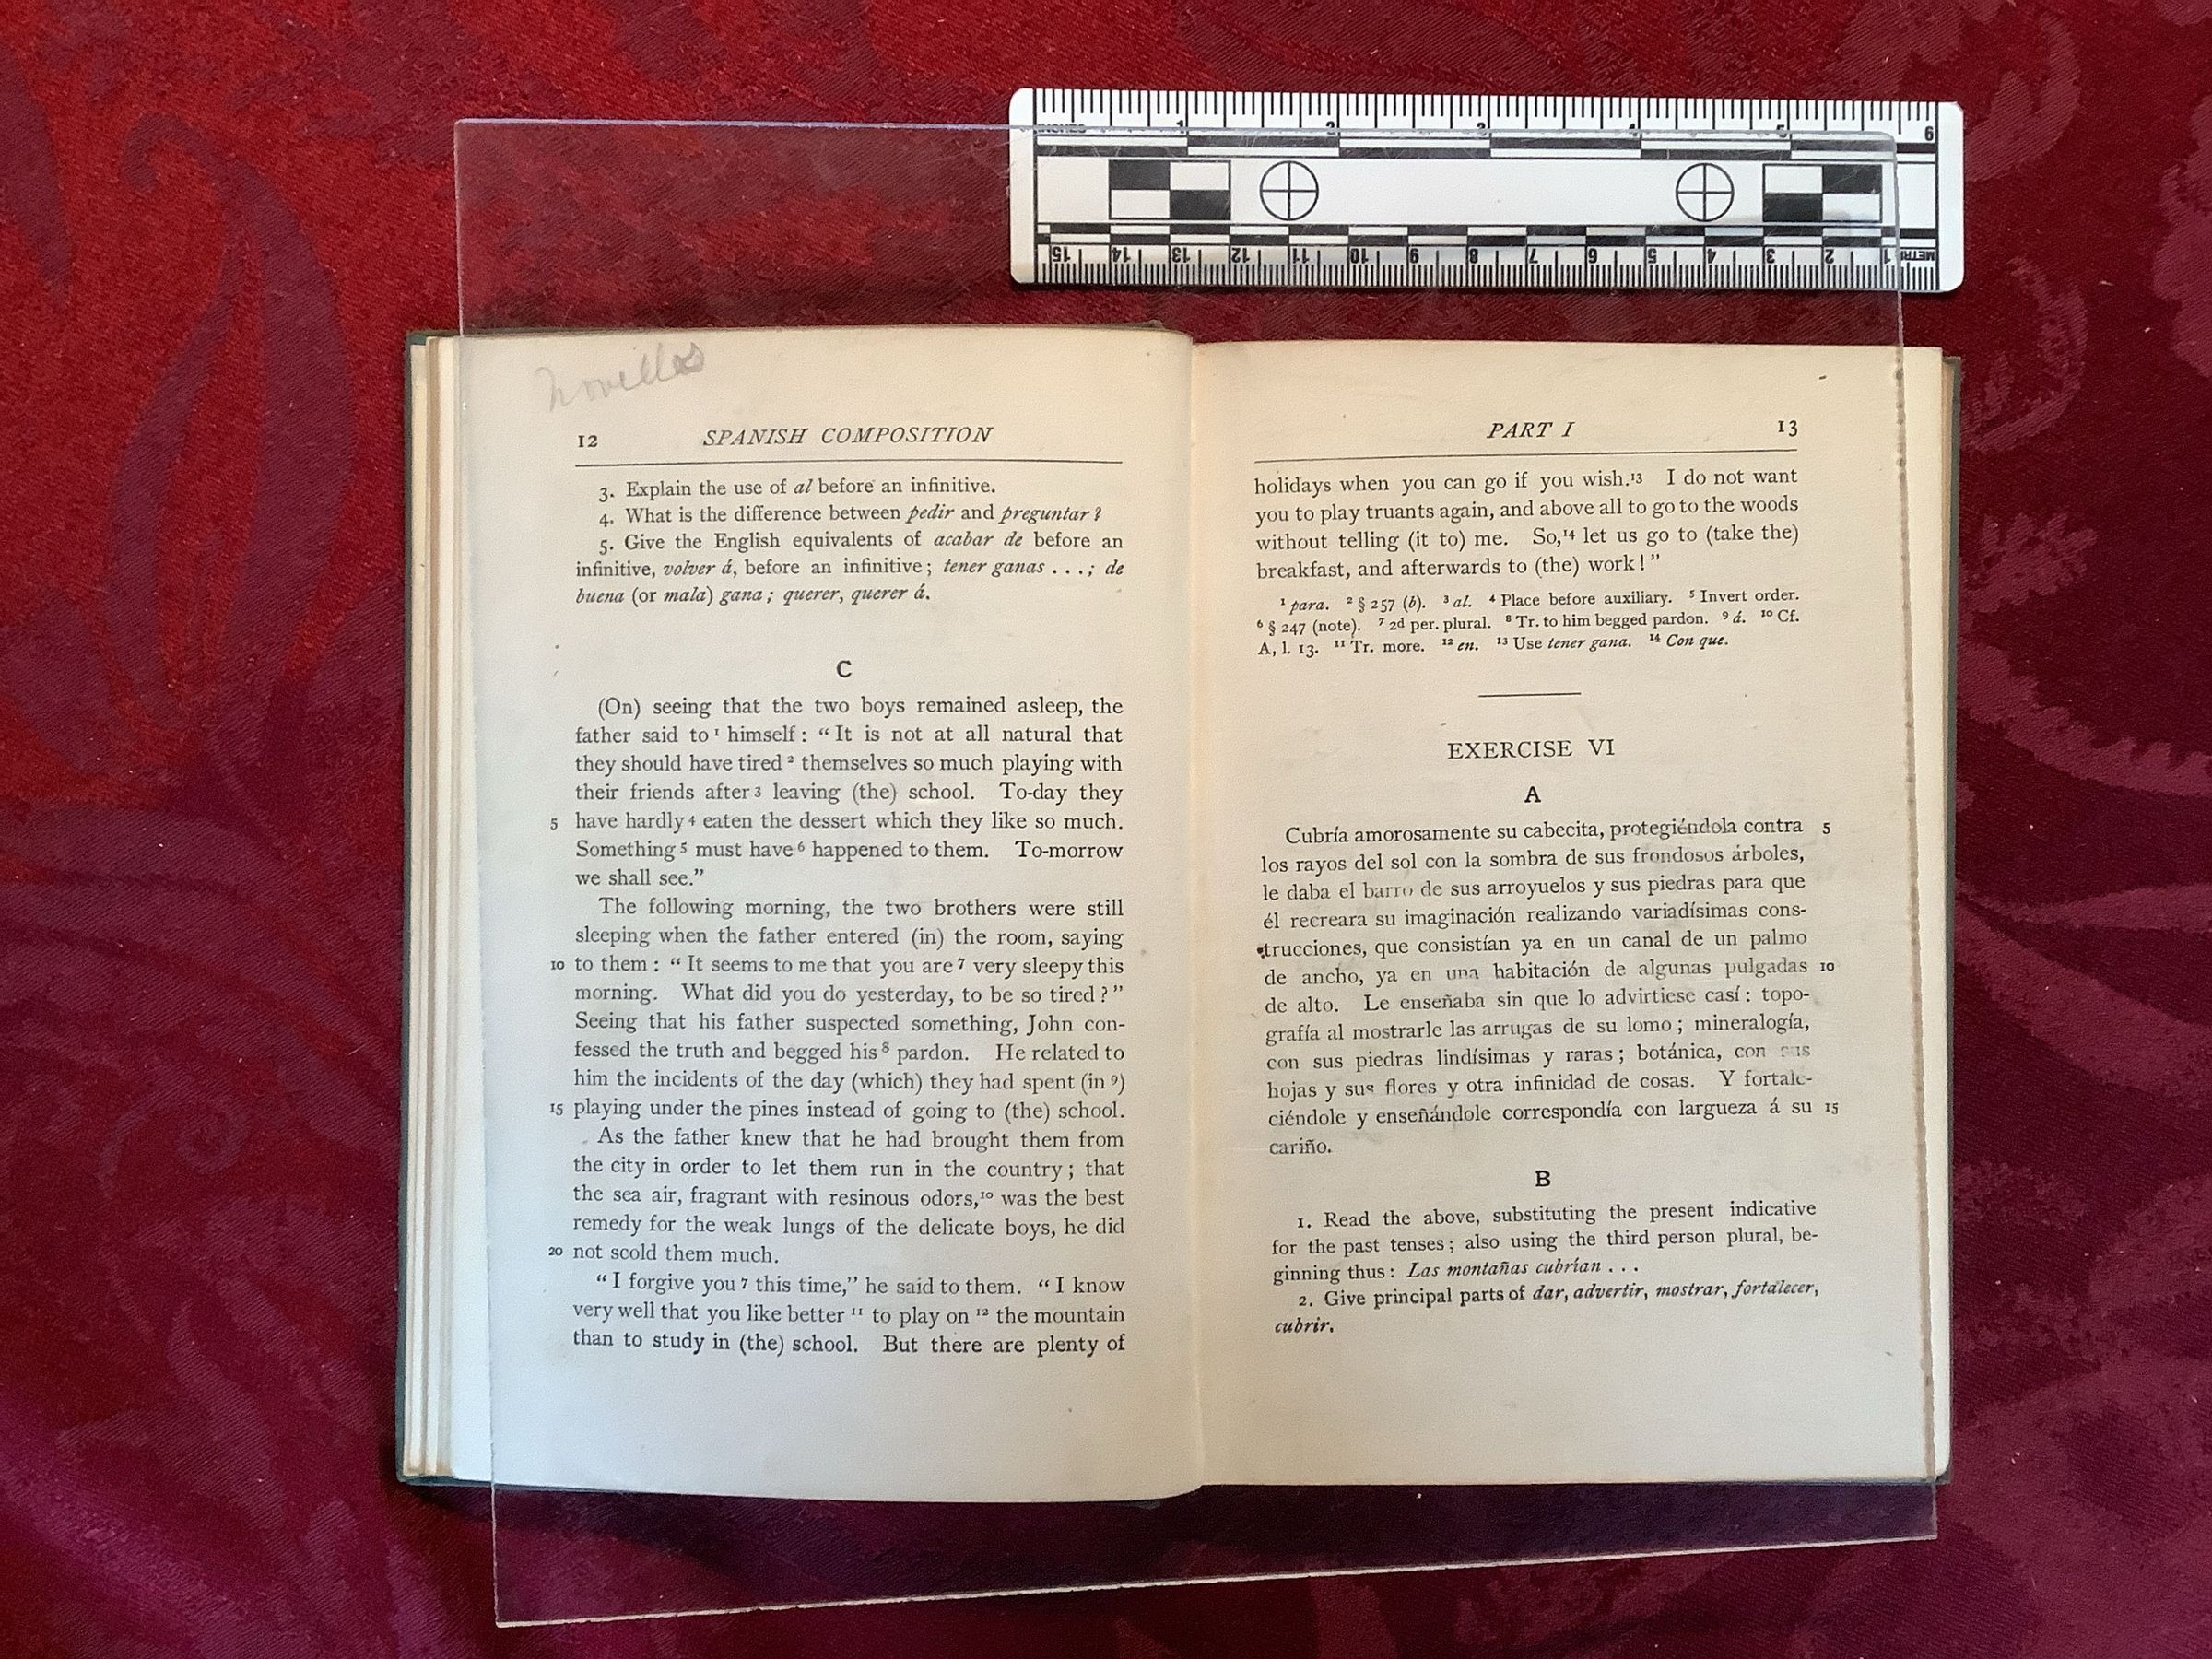 INCHES 1 2 3 4 5 6
15 14 13 12 11 10 9 8 7 6 5 4 3 2 1 METRIC
novillos
12 SPANISH COMPOSITION
3. Explain the use of al before an infinitive.
4. What is the difference between pedir and preguntar?
5. Give the English equivalents of acabar de before an
infinitive, volver á, before an infinitive; tener ganas ...; de
buena (or mala) gana; querer, querer á.
C
(On) seeing that the two boys remained asleep, the
father said to ¹ himself: “It is not at all natural that
they should have tired ² themselves so much playing with
their friends after ³ leaving (the) school. To-day they
5 have hardly ⁴ eaten the dessert which they like so much.
Something ⁵ must have ⁶ happened to them. To-morrow
we shall see.”
The following morning, the two brothers were still
sleeping when the father entered (in) the room, saying
10 to them: “It seems to me that you are ⁷ very sleepy this
morning. What did you do yesterday, to be so tired?”
Seeing that his father suspected something, John con-
fessed the truth and begged his ⁸ pardon. He related to
him the incidents of the day (which) they had spent (in ⁹)
15 playing under the pines instead of going to (the) school.
As the father knew that he had brought them from
the city in order to let them run in the country; that
the sea air, fragrant with resinous odors,¹⁰ was the best
remedy for the weak lungs of the delicate boys, he did
20 not scold them much.
“I forgive you ⁷ this time,” he said to them. “I know
very well that you like better ¹¹ to play on ¹² the mountain
than to study in (the) school. But there are plenty of
PART I 13
holidays when you can go if you wish.¹³ I do not want
you to play truants again, and above all to go to the woods
without telling (it to) me. So,¹⁴ let us go to (take the)
breakfast, and afterwards to (the) work!”
¹ para. ² § 257 (b). ³ al. ⁴ Place before auxiliary. ⁵ Invert order.
⁶ § 247 (note). ⁷ 2d per. plural. ⁸ Tr. to him begged pardon. ⁹ á. ¹⁰ Cf.
A, l. 13. ¹¹ Tr. more. ¹² en. ¹³ Use tener gana. ¹⁴ Con que.
EXERCISE VI
A
Cubría amorosamente su cabecita, protegiéndola contra 5
los rayos del sol con la sombra de sus frondosos árboles,
le daba el barro de sus arroyuelos y sus piedras para que
él recreara su imaginación realizando variadísimas cons-
trucciones, que consistían ya en un canal de un palmo
de ancho, ya en una habitación de algunas pulgadas 10
de alto. Le enseñaba sin que lo advirtiese casí: topo-
grafía al mostrarle las arrugas de su lomo; mineralogía,
con sus piedras lindísimas y raras; botánica, con sus
hojas y sus flores y otra infinidad de cosas. Y fortale-
ciéndole y enseñándole correspondía con largueza á su 15
cariño.
B
1. Read the above, substituting the present indicative
for the past tenses; also using the third person plural, be-
ginning thus: Las montañas cubrían ...
2. Give principal parts of dar, advertir, mostrar, fortalecer,
cubrir.